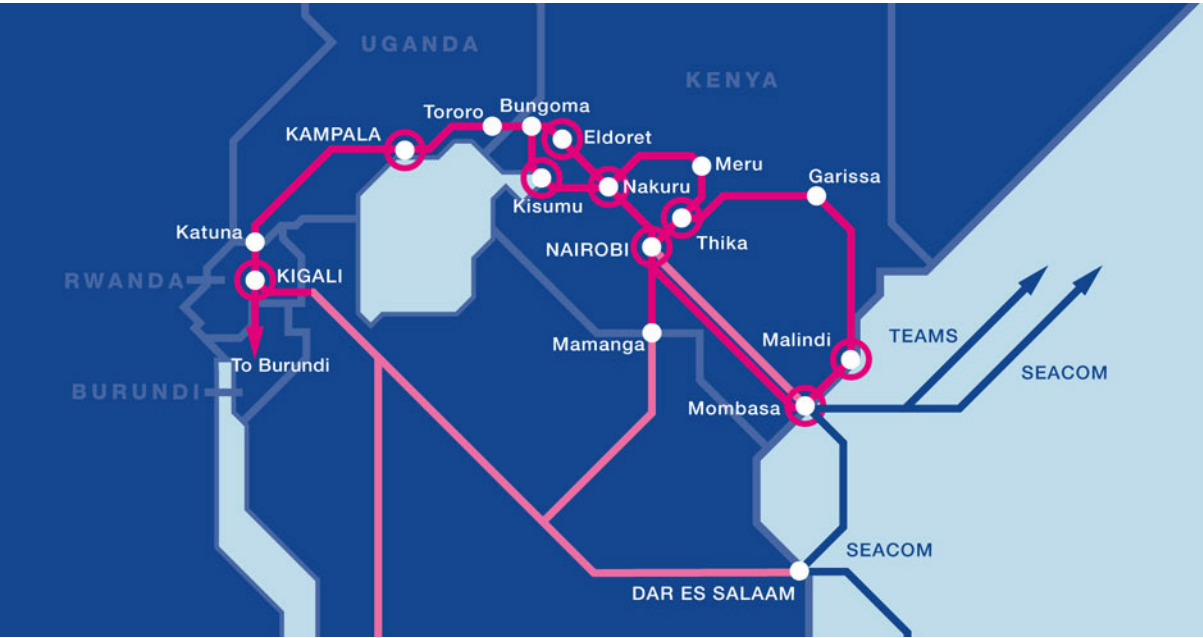 UGANDA
KENYA
Tororo
Bungoma
KAMPALA
Eldoret
Meru
Nakuru
Garissa
Kisumu
Katuna
Thika
NAIROBI
RWANDA
KIGALI
TEAMS
Malindi
Mamanga
To Burundi
SEACOM
BURUNDI
Mombasa
SEACOM
DAR ES SALAAM